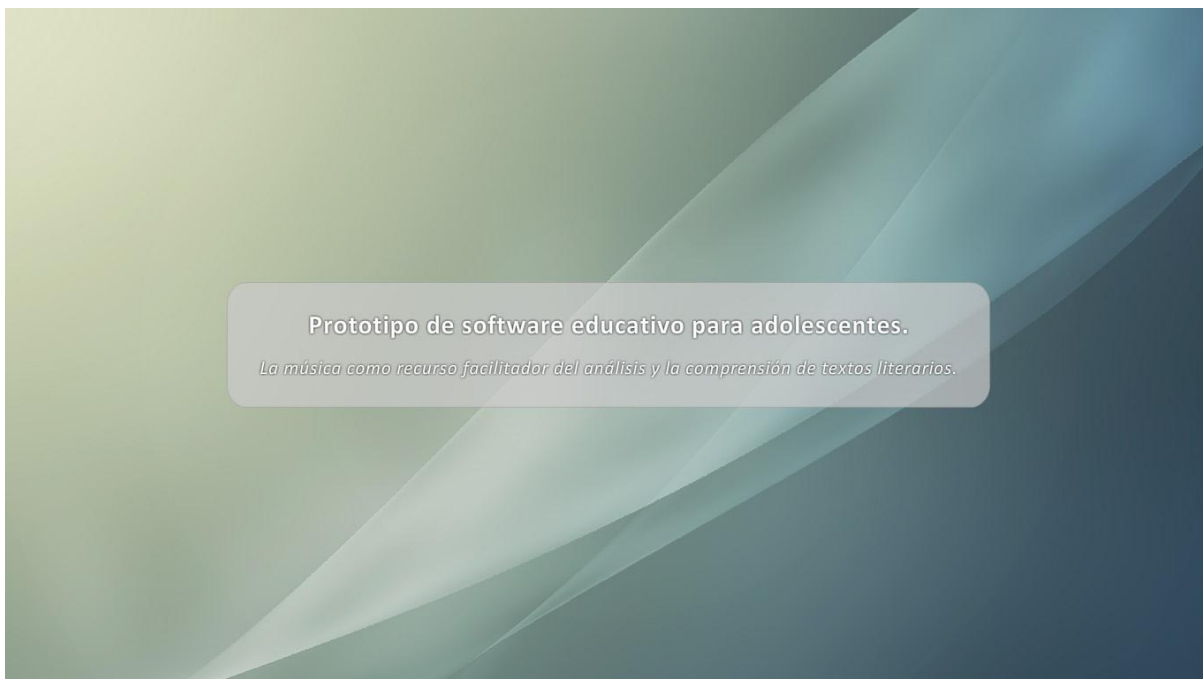 Prototipo de software educativo para adolescentes.
La música como recurso facilitador del análisis y la comprensión de textos literarios.